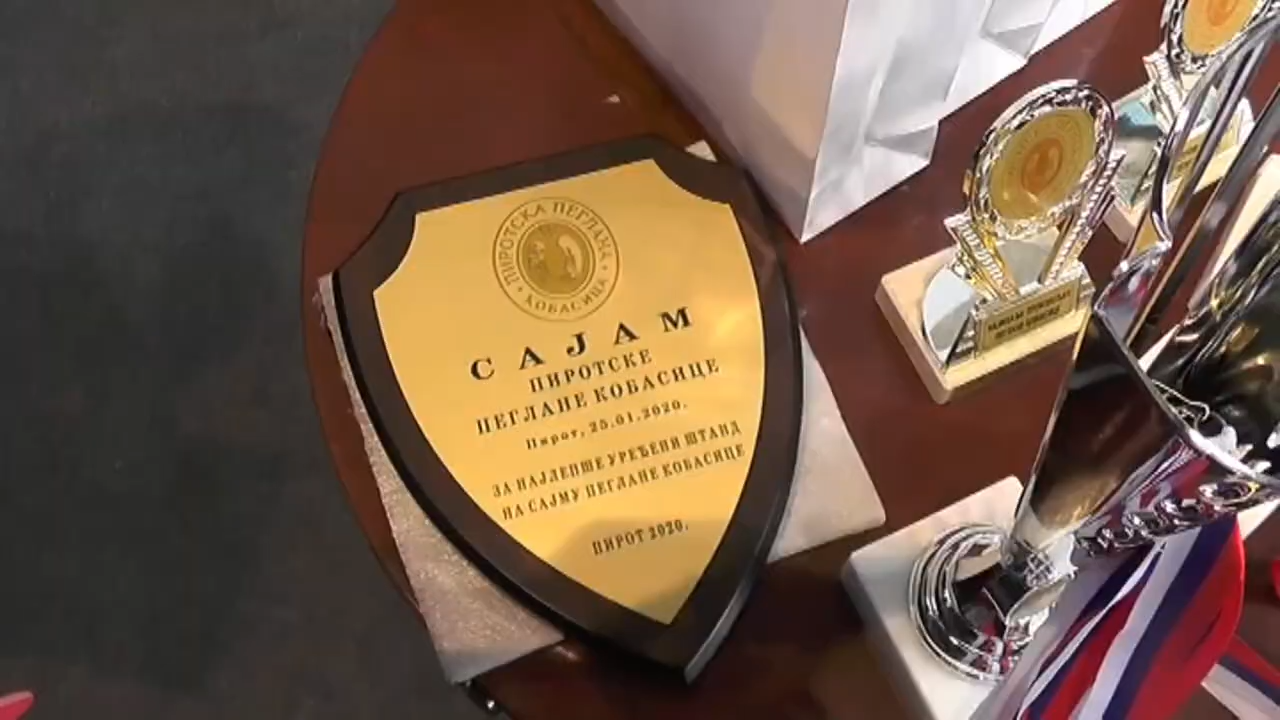 ПИРОТСКА ПЕГЛАНА
КОБАСИЦА
САЈАМ
ПИРОТСКЕ
ПЕГЛАНЕ КОБАСИЦЕ
Пирот, 25.01.2020.
ЗА НАЈЛЕПШЕ УРЕЂЕНИ ШТАНД
НА САЈМУ ПЕГЛАНЕ КОБАСИЦЕ
ПИРОТ 2020.